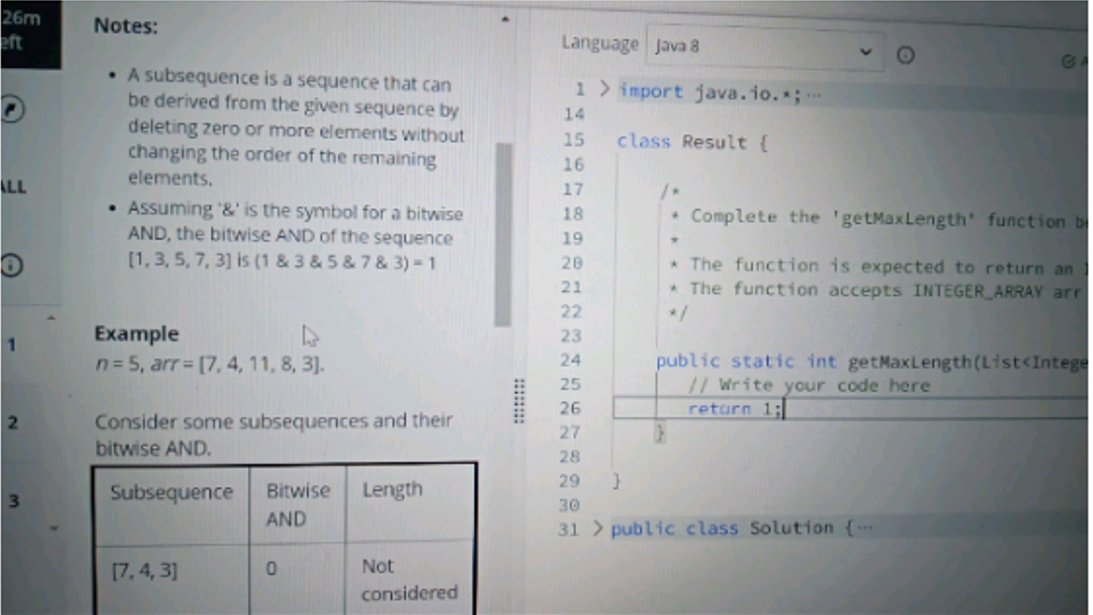 26m
eft
ALL
1
2
3
Notes:
• A subsequence is a sequence that can
be derived from the given sequence by
deleting zero or more elements without
changing the order of the remaining
elements.
• Assuming '&' is the symbol for a bitwise
AND, the bitwise AND of the sequence
[1, 3, 5, 7, 3] is (1 & 3 & 5 & 7 & 3) = 1
Example
n = 5, arr = [7, 4, 11, 8, 3].
Consider some subsequences and their
bitwise AND.
Subsequence Bitwise AND Length
[7, 4, 3] 0 Not considered
Language Java 8
1 > import java.io.*;...
14
15 class Result {
16
17 /*
18 * Complete the 'getMaxLength' function be
19 *
20 * The function is expected to return an I
21 * The function accepts INTEGER_ARRAY arr
22 */
23
24 public static int getMaxLength(List<Intege
25 // Write your code here
26 return 1;
27 }
28
29 }
30
31 > public class Solution {...